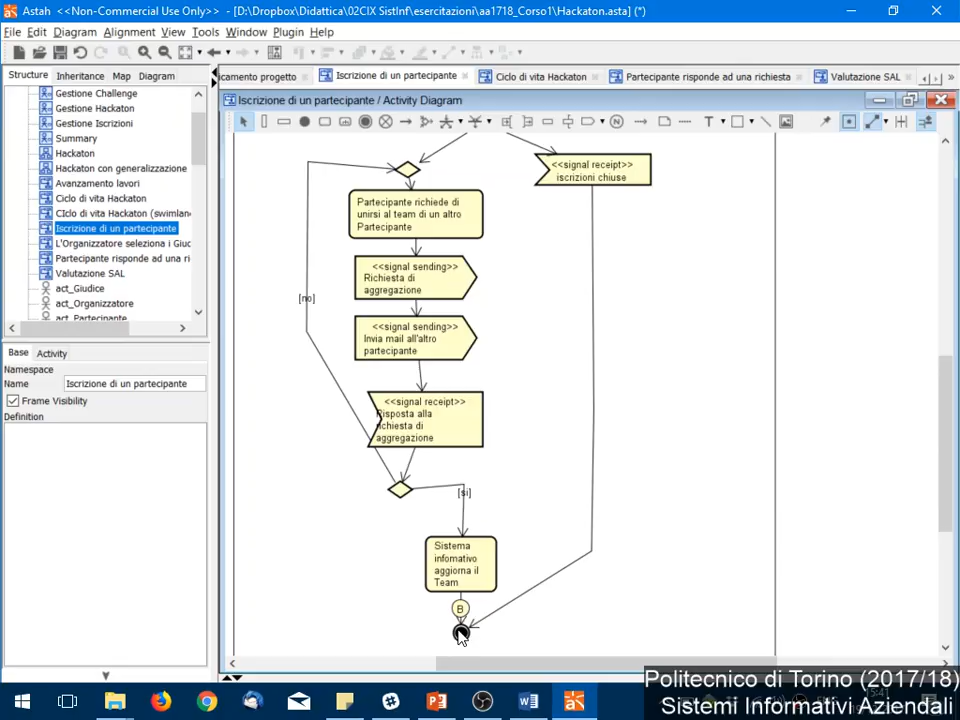 Astah <<Non-Commercial Use Only>> - [D:\Dropbox\Didattica\02CIX SistInf\esercitazioni\aa1718_Corso1\Hackaton.asta] (*)
File Edit Diagram Alignment View Tools Window Plugin Help
Structure Inheritance Map Diagram
camento progetto
Iscrizione di un partecipante
Ciclo di vita Hackaton
Partecipante risponde ad una richiesta
Valutazione SAL
Iscrizione di un partecipante / Activity Diagram
Gestione Challenge
Gestione Hackaton
Gestione Iscrizioni
Summary
Hackaton
Hackaton con generalizzazione
Avanzamento lavori
Ciclo di vita Hackaton
CIclo di vita Hackaton (swimlan
Iscrizione di un partecipante
L'Organizzatore seleziona i Giuc
Partecipante risponde ad una ri
Valutazione SAL
act_Giudice
act_Organizzatore
act_Partecipante
Base Activity
Namespace
Name Iscrizione di un partecipante
Frame Visibility
Definition
<<signal receipt>>
iscrizioni chiuse
Partecipante richiede di
unirsi al team di un altro
Partecipante
<<signal sending>>
Richiesta di
aggregazione
[no]
<<signal sending>>
Invia mail all'altro
partecipante
<<signal receipt>>
Risposta alla
richiesta di
aggregazione
[si]
Sistema
infomativo
aggiorna il
Team
B
Politecnico di Torino (2017/18)
Sistemi Informativi Aziendali